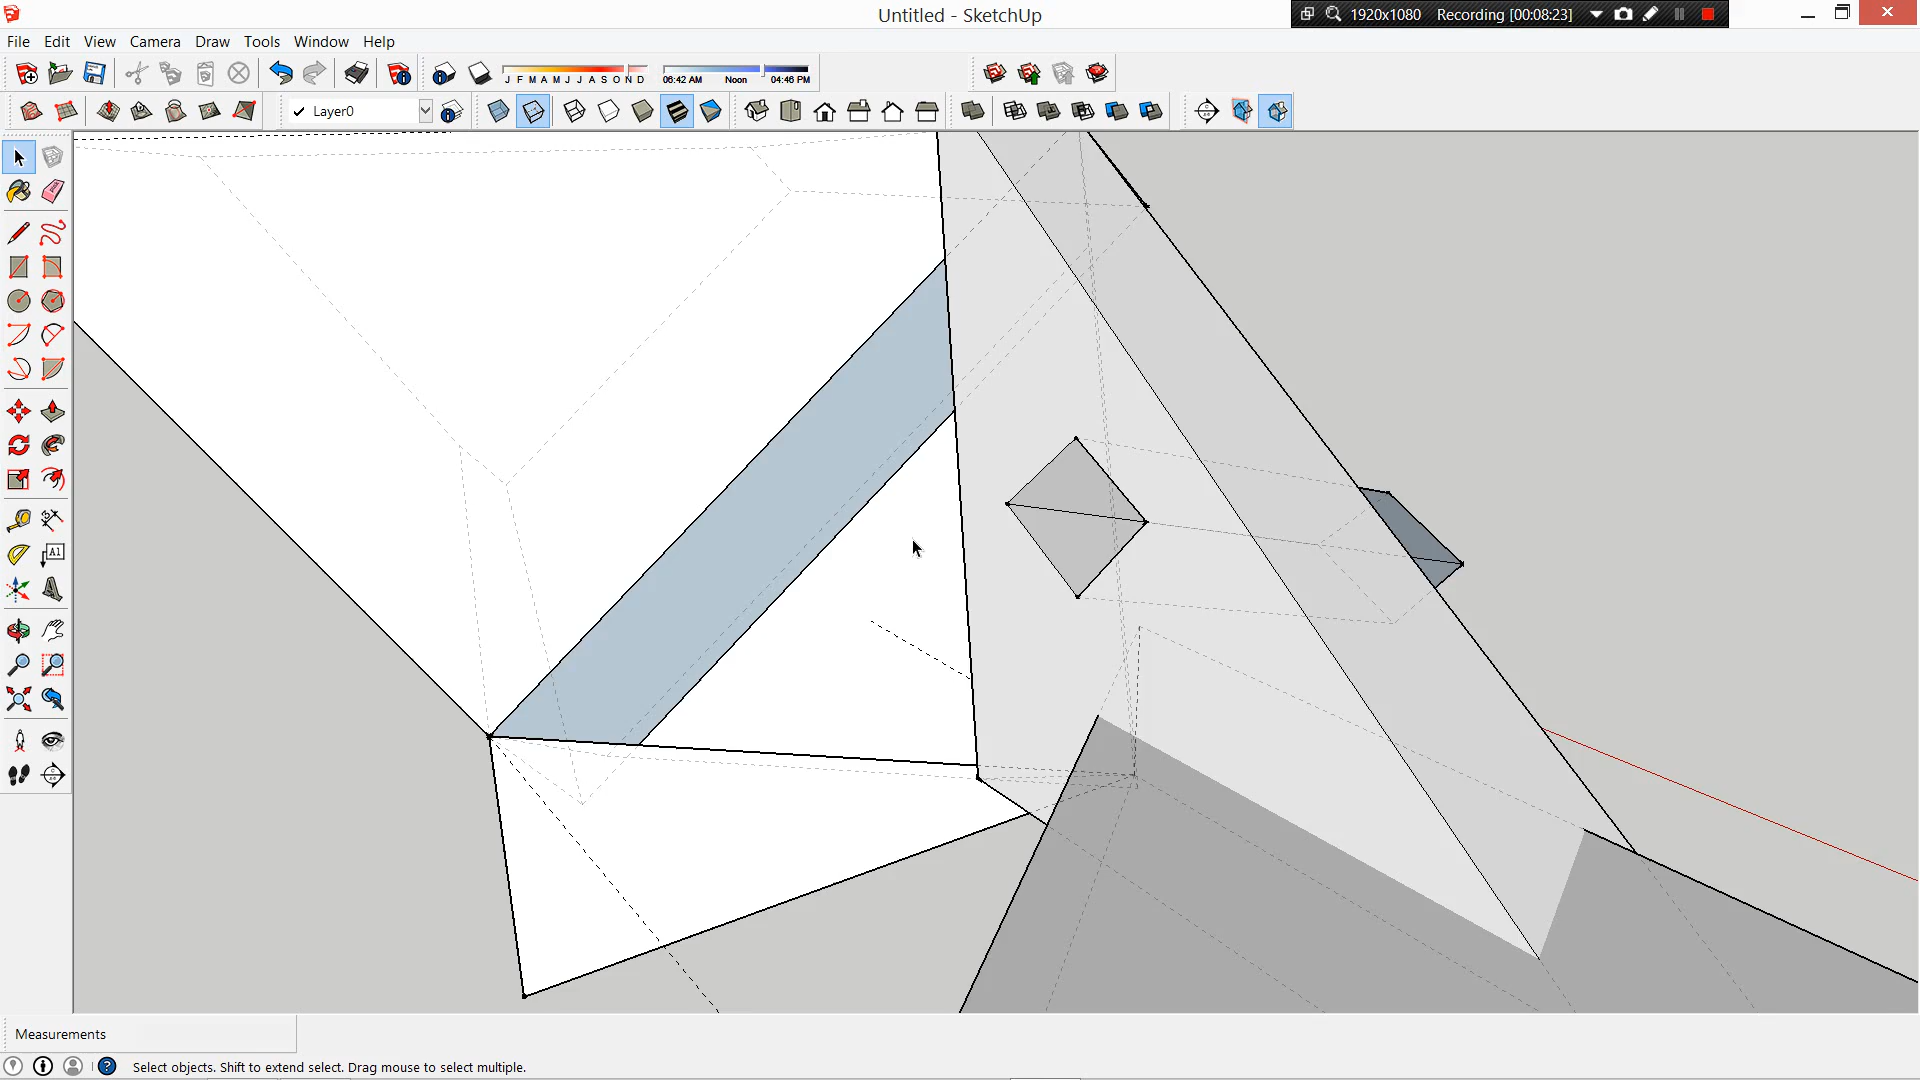 Untitled - SketchUp
1920x1080 Recording [00:08:23]
File Edit View Camera Draw Tools Window Help
J F M A M J J A S O N D
06:42 AM Noon 04:46 PM
Layer0
A1
Measurements
Select objects. Shift to extend select. Drag mouse to select multiple.